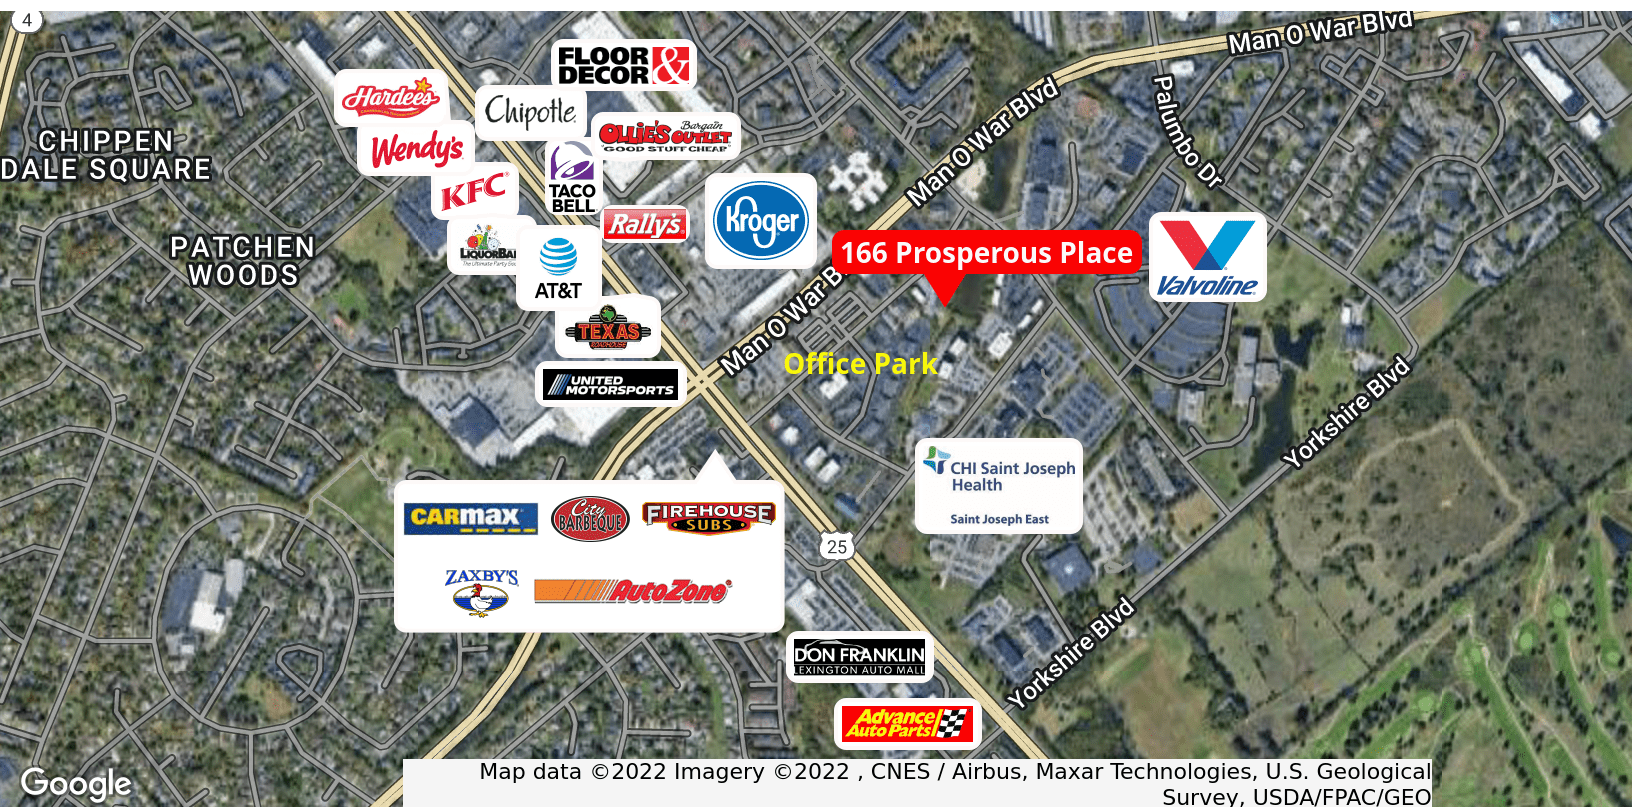 4
Man O War Blvd
FLOOR
DECOR &
Hardee's
Chipotle
Man O War Blvd
Palumbo Dr
CHIPPEN
DALE SQUARE
Wendy's
OLLIE'S Bargain OUTLET
GOOD STUFF CHEAP
KFC
TACO
BELL
Rally's
Kroger
166 Prosperous Place
Valvoline
PATCHEN
WOODS
LIQUORBA
AT&T
TEXAS
ROADHOUSE
Man O War B
Office Park
UNITED
MOTORSPORTS
Yorkshire Blvd
CHI Saint Joseph
Health
Saint Joseph East
CARMAX
City
BARBEQUE
FIREHOUSE
SUBS
25
ZAXBY'S
AutoZone
DON FRANKLIN
LEXINGTON AUTO MALL
Yorkshire Blvd
Advance
Auto Parts
Google
Map data ©2022 Imagery ©2022 , CNES / Airbus, Maxar Technologies, U.S. Geological
Survey, USDA/FPAC/GEO